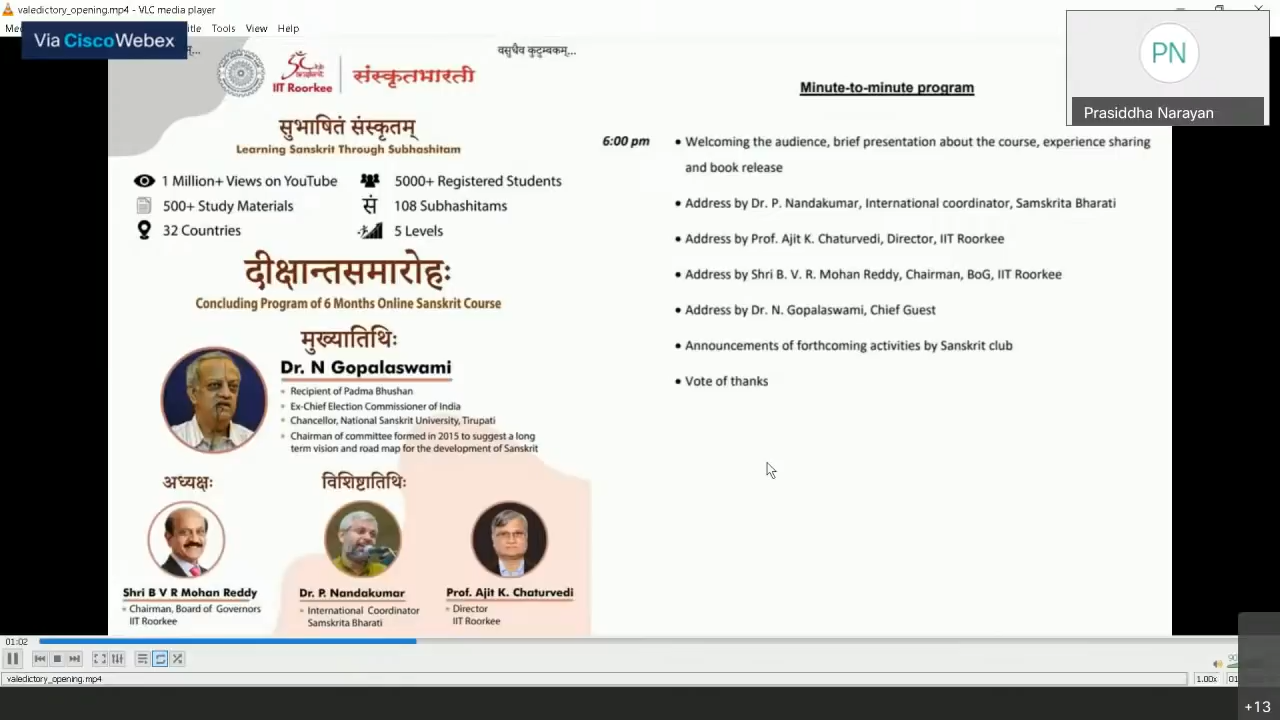 valedictory_opening.mp4 - VLC media player
Tools View Help
Via CiscoWebex
वसुधैव कुटुम्बकम्...
IIT Roorkee
संस्कृतभारती
सुभाषितं संस्कृतम्
Learning Sanskrit Through Subhashitam
1 Million+ Views on YouTube
5000+ Registered Students
500+ Study Materials
सं 108 Subhashitams
32 Countries
5 Levels
दीक्षान्तसमारोहः
Concluding Program of 6 Months Online Sanskrit Course
मुख्यातिथिः
Dr. N Gopalaswami
Recipient of Padma Bhushan
Ex-Chief Election Commissioner of India
Chancellor, National Sanskrit University, Tirupati
Chairman of committee formed in 2015 to suggest a long
term vision and road map for the development of Sanskrit
अध्यक्षः
विशिष्टातिथिः
Shri B V R Mohan Reddy
Chairman, Board of Governors
IIT Roorkee
Dr. P. Nandakumar
International Coordinator
Samskrita Bharati
Prof. Ajit K. Chaturvedi
Director
IIT Roorkee
Minute-to-minute program
6:00 pm
• Welcoming the audience, brief presentation about the course, experience sharing
and book release
• Address by Dr. P. Nandakumar, International coordinator, Samskrita Bharati
• Address by Prof. Ajit K. Chaturvedi, Director, IIT Roorkee
• Address by Shri B. V. R. Mohan Reddy, Chairman, BoG, IIT Roorkee
• Address by Dr. N. Gopalaswami, Chief Guest
• Announcements of forthcoming activities by Sanskrit club
• Vote of thanks
PN
Prasiddha Narayan
01:02
valedictory_opening.mp4
1.00x
+13